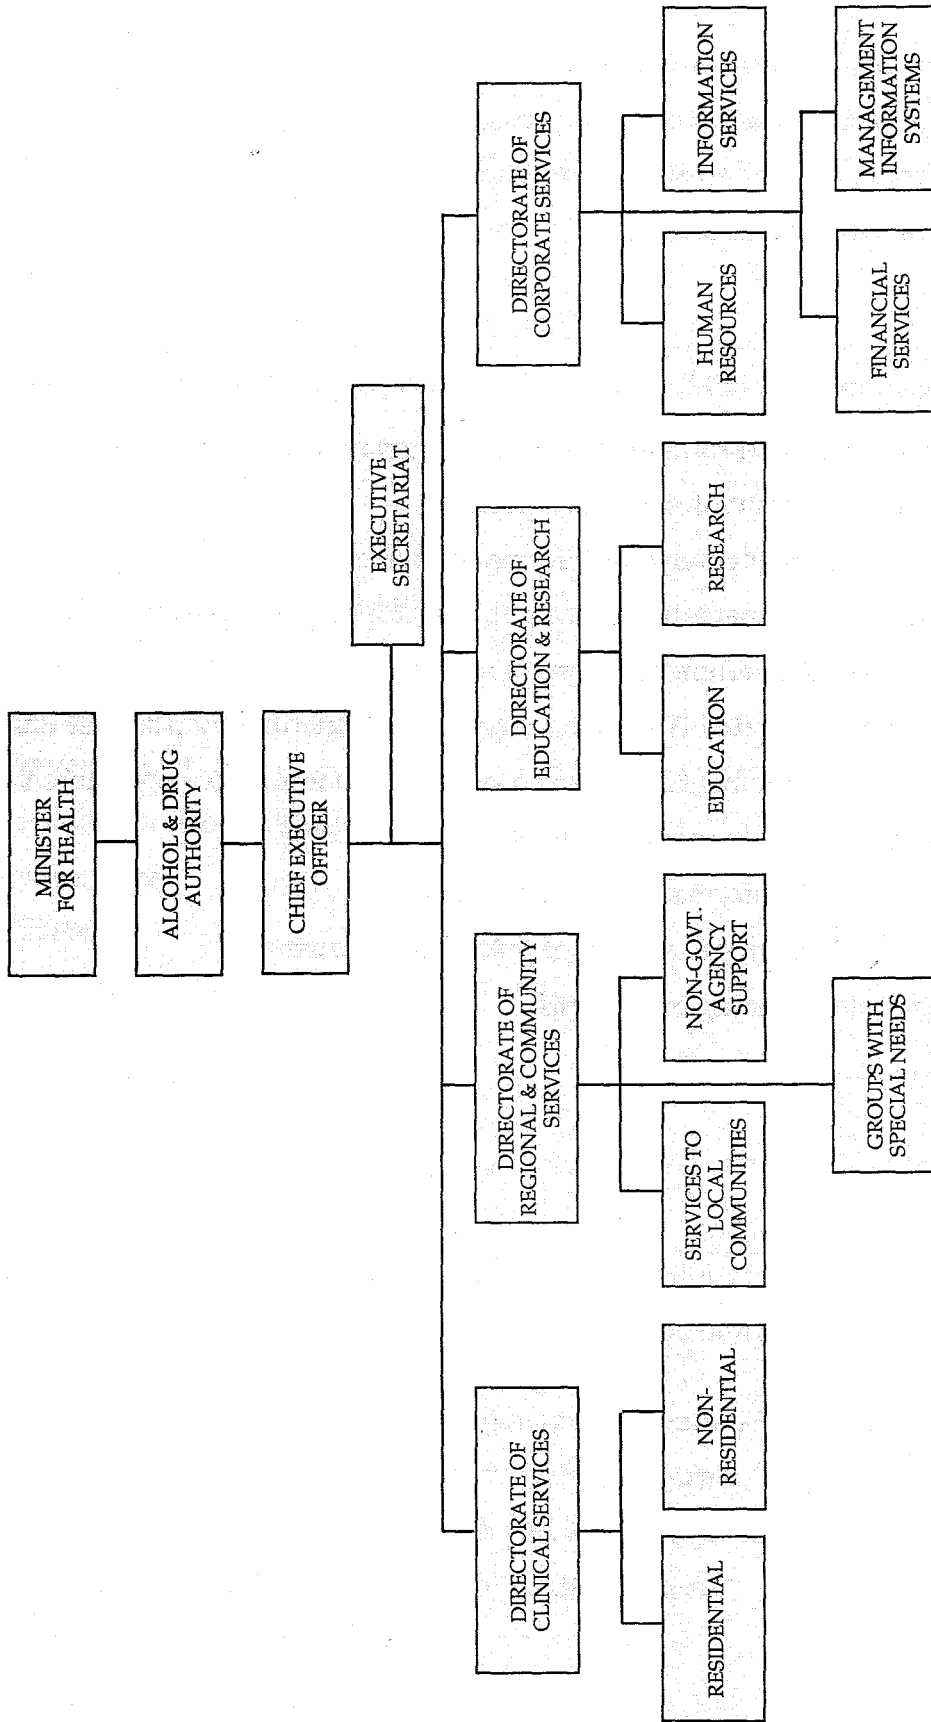 MINISTER
FOR HEALTH
ALCOHOL & DRUG
AUTHORITY
CHIEF EXECUTIVE
OFFICER
EXECUTIVE
SECRETARIAT
DIRECTORATE OF
CLINICAL SERVICES
DIRECTORATE OF
REGIONAL & COMMUNITY
SERVICES
DIRECTORATE OF
EDUCATION & RESEARCH
DIRECTORATE OF
CORPORATE SERVICES
RESIDENTIAL
NON-
RESIDENTIAL
SERVICES TO
LOCAL
COMMUNITIES
NON-GOVT.
AGENCY
SUPPORT
EDUCATION
RESEARCH
HUMAN
RESOURCES
INFORMATION
SERVICES
GROUPS WITH
SPECIAL NEEDS
FINANCIAL
SERVICES
MANAGEMENT
INFORMATION
SYSTEMS